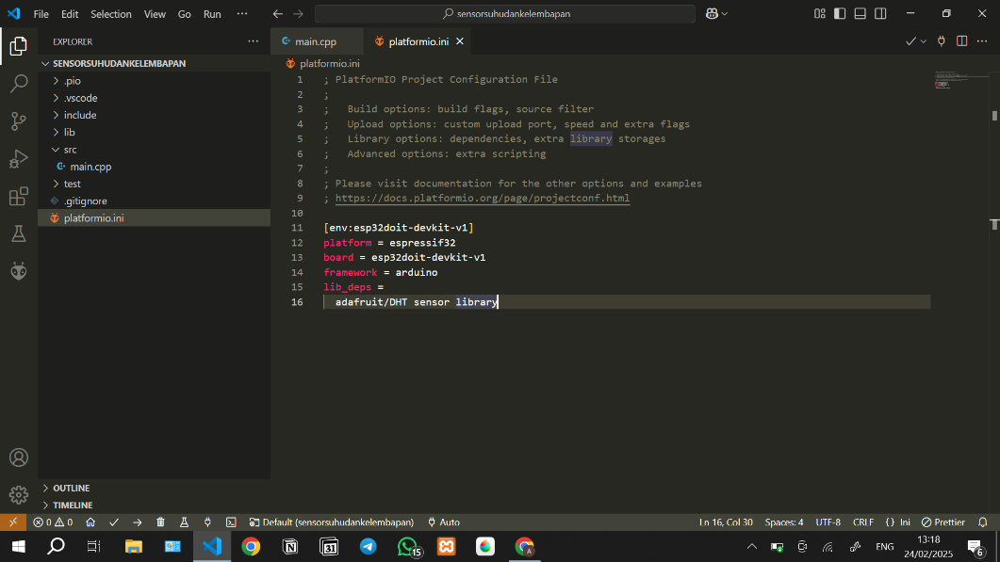 File Edit Selection View Go Run ···
sensorsuhudankelembapan
EXPLORER ···
SENSORSUHUDANKELEMBAPAN
.pio
.vscode
include
lib
src
main.cpp
test
.gitignore
platformio.ini
OUTLINE
TIMELINE
main.cpp platformio.ini
platformio.ini
1 ; PlatformIO Project Configuration File
2 ;
3 ;   Build options: build flags, source filter
4 ;   Upload options: custom upload port, speed and extra flags
5 ;   Library options: dependencies, extra library storages
6 ;   Advanced options: extra scripting
7 ;
8 ; Please visit documentation for the other options and examples
9 ; https://docs.platformio.org/page/projectconf.html
10
11 [env:esp32doit-devkit-v1]
12 platform = espressif32
13 board = esp32doit-devkit-v1
14 framework = arduino
15 lib_deps =
16   adafruit/DHT sensor library
0 0 Default (sensorsuhudankelembapan) Auto Ln 16, Col 30 Spaces: 4 UTF-8 CRLF {} Ini Prettier
31 15 A ENG 13:18 6
24/02/2025